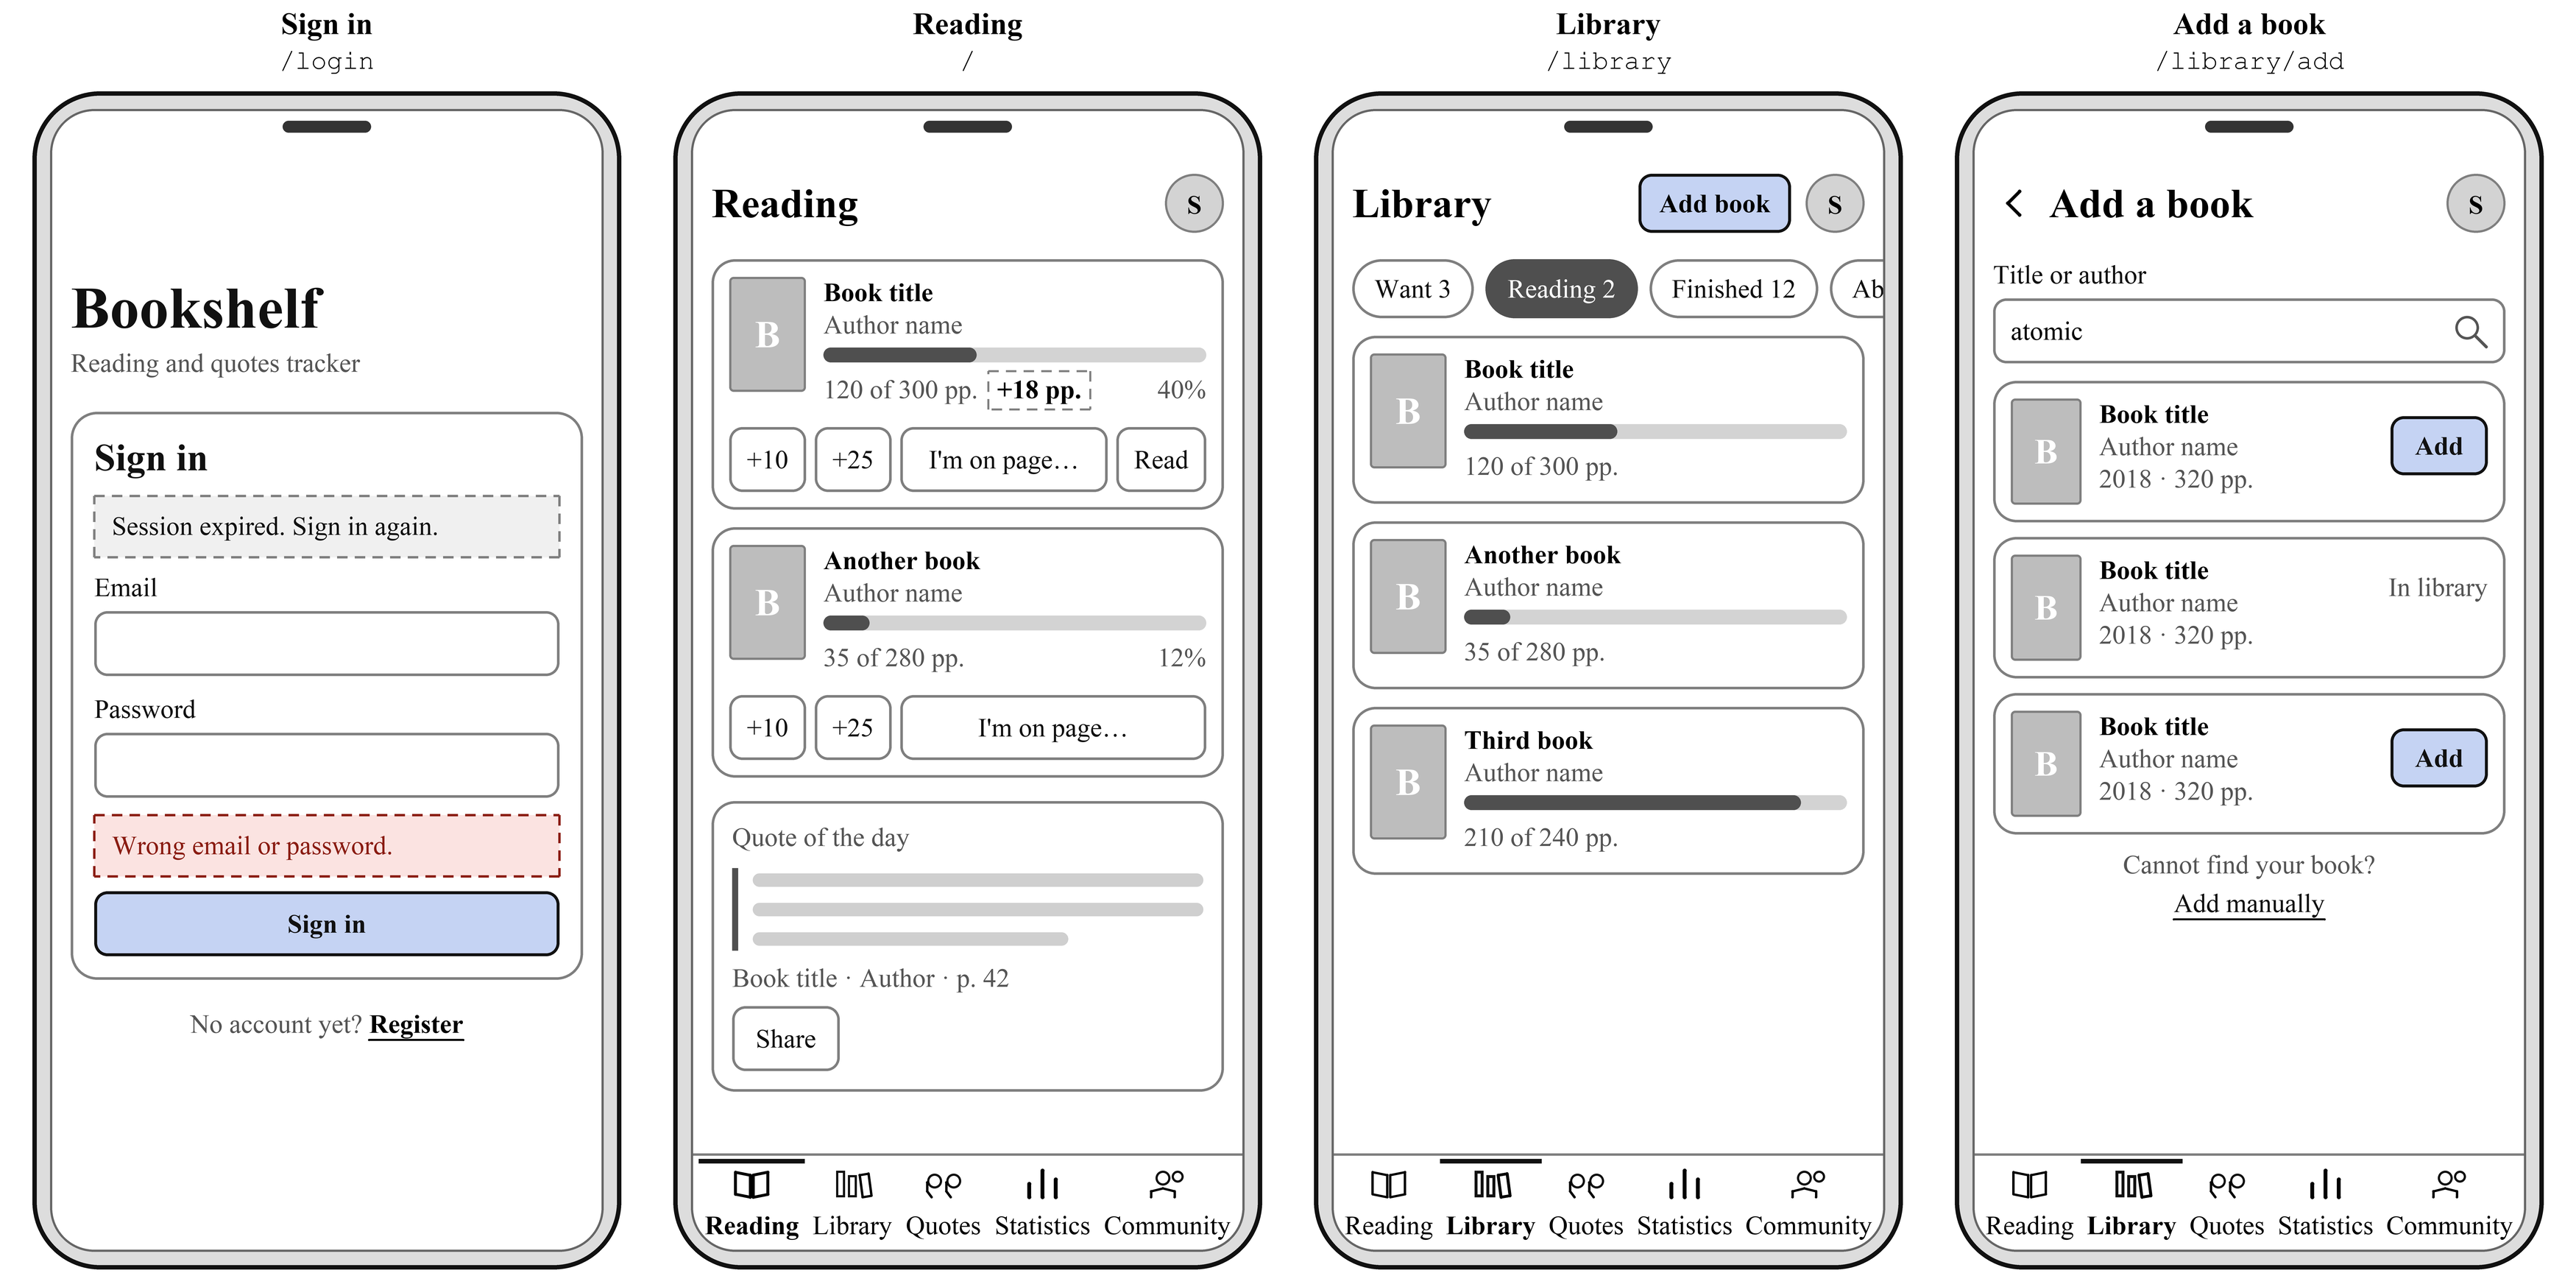 Sign in
/login
Bookshelf
Reading and quotes tracker
Sign in
Session expired. Sign in again.
Email
Password
Wrong email or password.
Sign in
No account yet? Register
Reading
/
Reading
S
B
Book title
Author name
120 of 300 pp. +18 pp. 40%
+10 +25 I'm on page… Read
B
Another book
Author name
35 of 280 pp. 12%
+10 +25 I'm on page…
Quote of the day
Book title · Author · p. 42
Share
Reading Library Quotes Statistics Community
Library
/library
Library Add book S
Want 3 Reading 2 Finished 12 Ab
B
Book title
Author name
120 of 300 pp.
B
Another book
Author name
35 of 280 pp.
B
Third book
Author name
210 of 240 pp.
Reading Library Quotes Statistics Community
Add a book
/library/add
Add a book S
Title or author
atomic
B
Book title
Author name
2018 · 320 pp.
Add
B
Book title
Author name
2018 · 320 pp.
In library
B
Book title
Author name
2018 · 320 pp.
Add
Cannot find your book?
Add manually
Reading Library Quotes Statistics Community